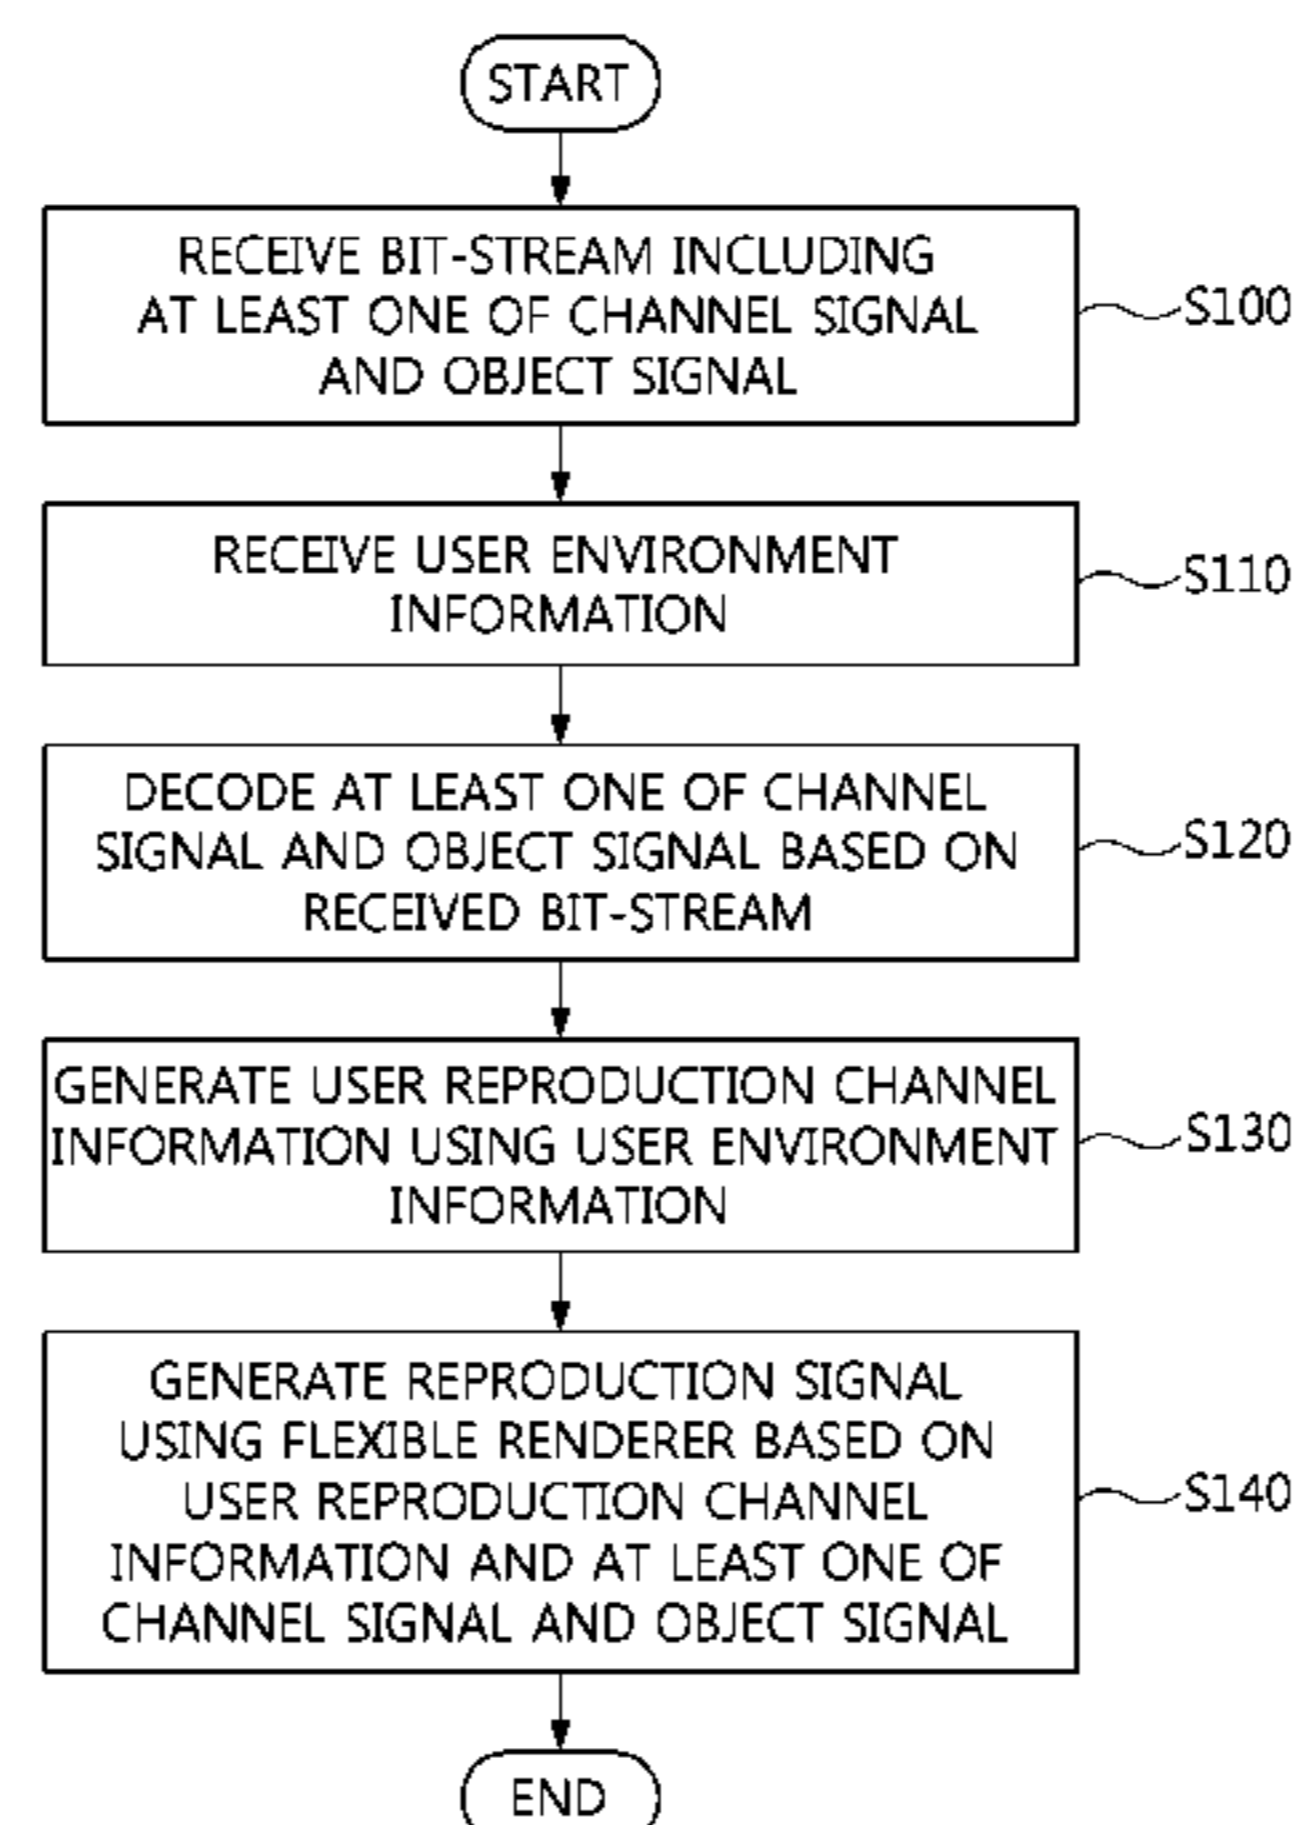 START
RECEIVE BIT-STREAM INCLUDING
AT LEAST ONE OF CHANNEL SIGNAL
AND OBJECT SIGNAL
S100
RECEIVE USER ENVIRONMENT
INFORMATION
S110
DECODE AT LEAST ONE OF CHANNEL
SIGNAL AND OBJECT SIGNAL BASED ON
RECEIVED BIT-STREAM
S120
GENERATE USER REPRODUCTION CHANNEL
INFORMATION USING USER ENVIRONMENT
INFORMATION
S130
GENERATE REPRODUCTION SIGNAL
USING FLEXIBLE RENDERER BASED ON
USER REPRODUCTION CHANNEL
INFORMATION AND AT LEAST ONE OF
CHANNEL SIGNAL AND OBJECT SIGNAL
S140
END